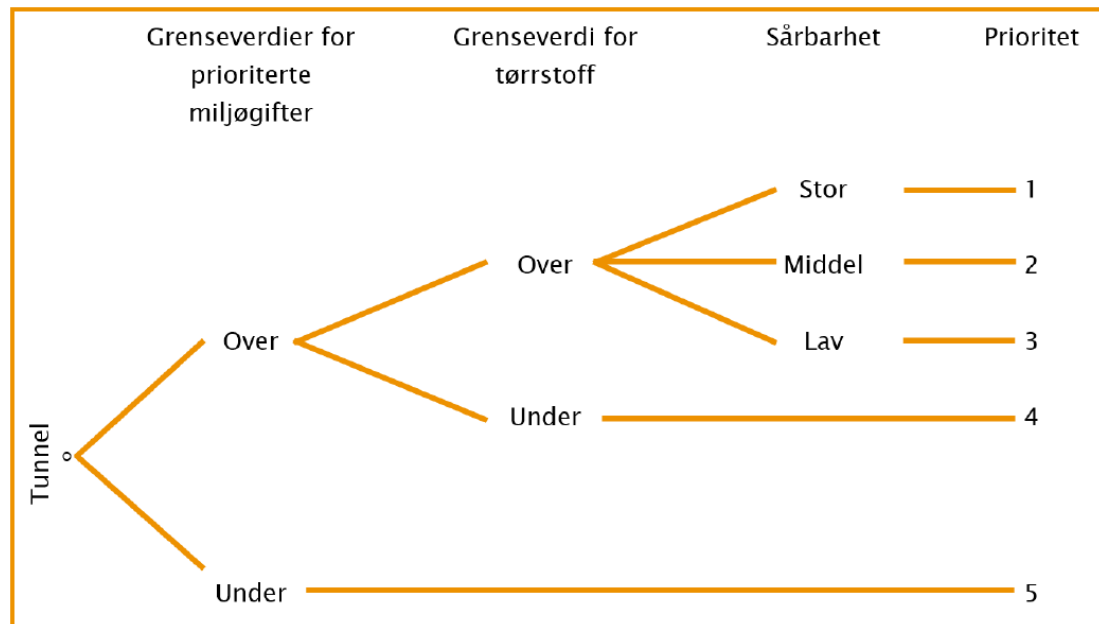 Grenseverdier for
prioriterte
miljøgifter
Grenseverdi for
tørrstoff
Sårbarhet
Prioritet
Stor
1
Over
Middel
2
Over
Lav
3
Under
4
Tunnel
Under
5